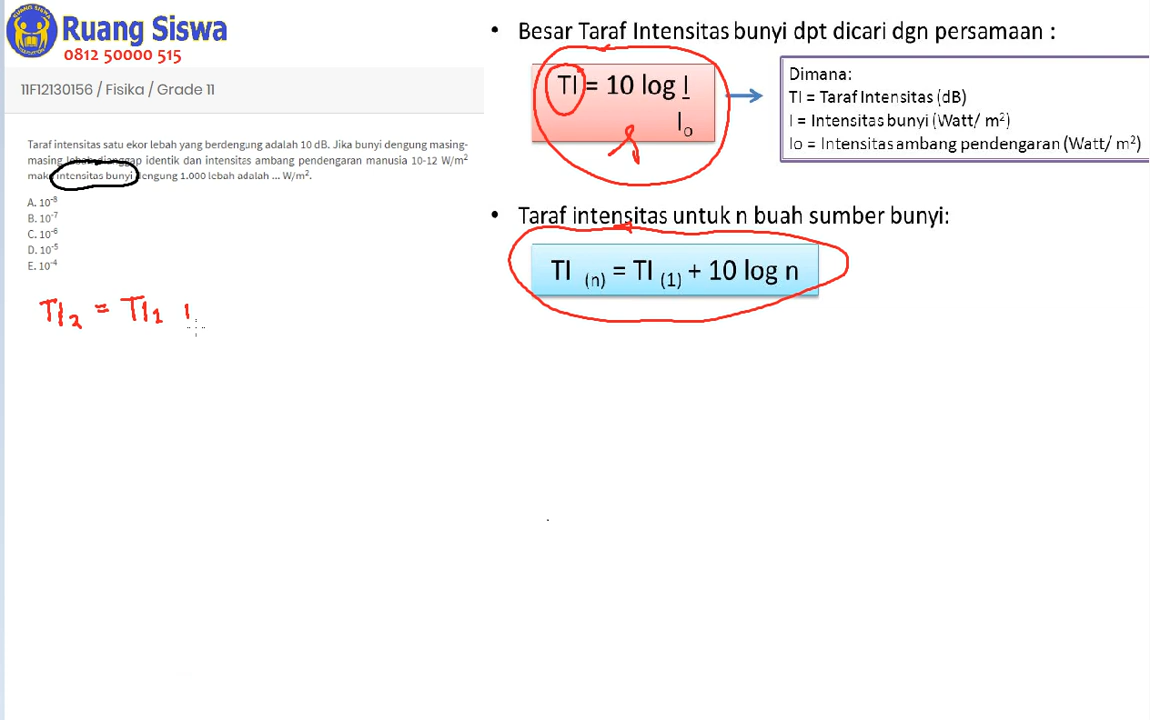 Ruang Siswa
0812 50000 515
11FI2130156 / Fisika / Grade 11
Taraf intensitas satu ekor lebah yang berdengung adalah 10 dB. Jika bunyi dengung masing-
masing lebah dianggap identik dan intensitas ambang pendengaran manusia 10-12 W/m²
maka intensitas bunyi dengung 1.000 lebah adalah ... W/m².
A. 10⁻⁸
B. 10⁻⁷
C. 10⁻⁶
D. 10⁻⁵
E. 10⁻⁴
TI₂ = TI₁
• Besar Taraf Intensitas bunyi dpt dicari dgn persamaan :
TI = 10 log I
I₀
Dimana:
TI = Taraf Intensitas (dB)
I = Intensitas bunyi (Watt/ m²)
Io = Intensitas ambang pendengaran (Watt/ m²)
• Taraf intensitas untuk n buah sumber bunyi:
TI (n) = TI (1) + 10 log n